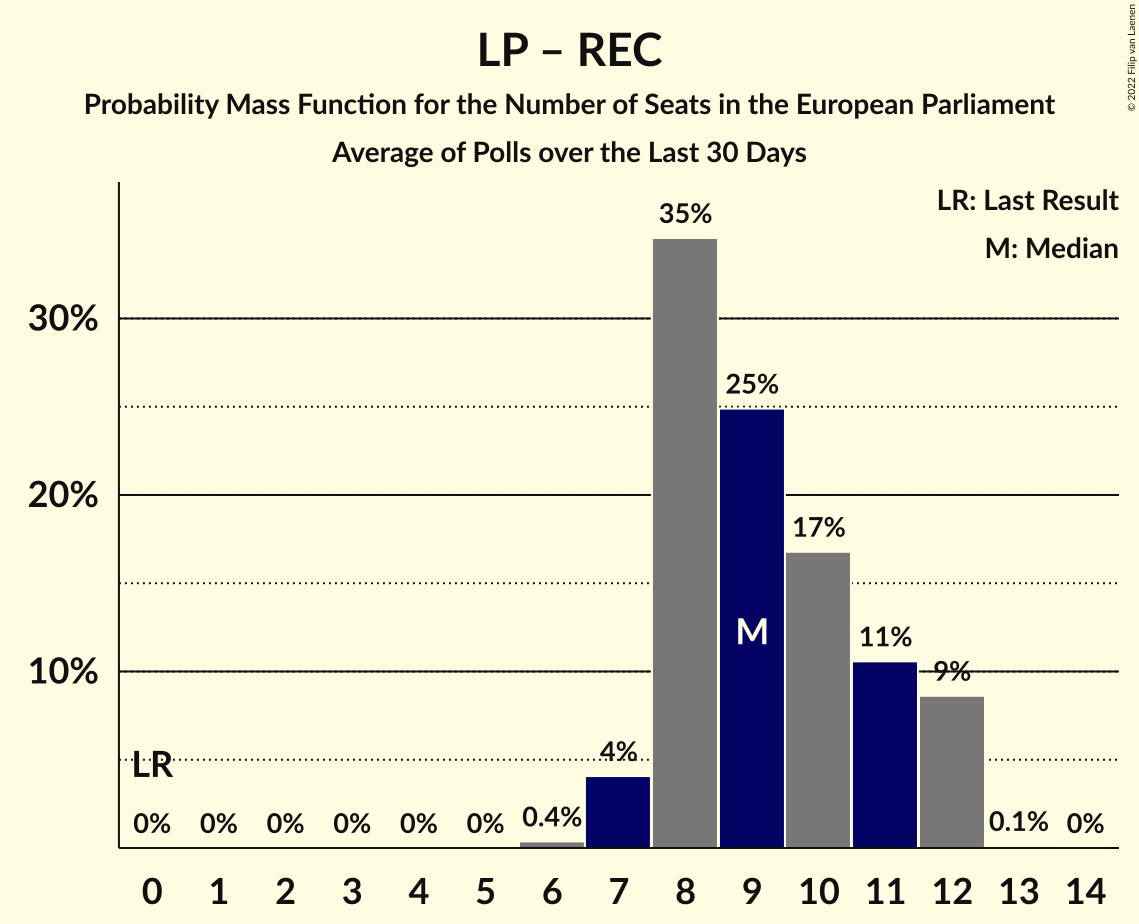 LP – REC
Probability Mass Function for the Number of Seats in the European Parliament
Average of Polls over the Last 30 Days
© 2022 Filip van Laenen
LR: Last Result
M: Median
35%
30%
25%
20%
17%
M
11%
10%
9%
4%
LR
0% 0% 0% 0% 0% 0% 0.4% 0.1% 0%
0 1 2 3 4 5 6 7 8 9 10 11 12 13 14